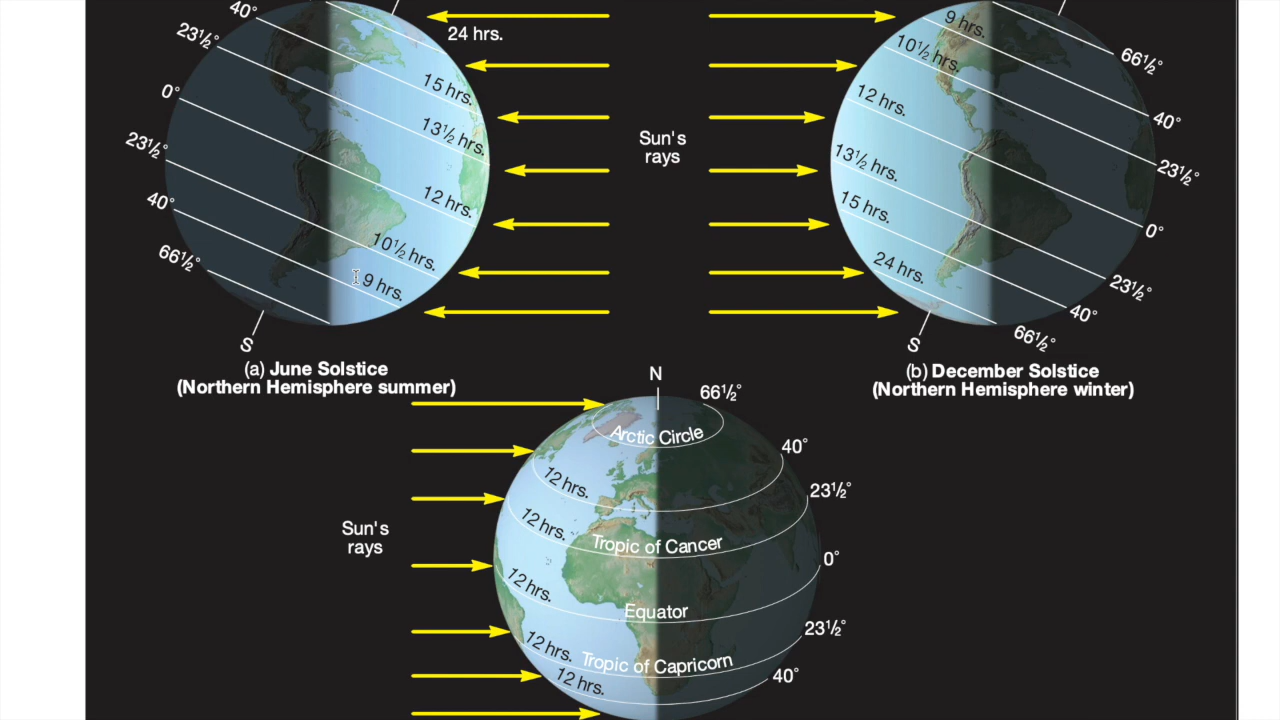 40°
23½°
0°
23½°
40°
66½°
S
24 hrs.
15 hrs.
13½ hrs.
12 hrs.
10½ hrs.
9 hrs.
(a) June Solstice
(Northern Hemisphere summer)
Sun's
rays
9 hrs.
10½ hrs.
12 hrs.
13½ hrs.
15 hrs.
24 hrs.
66½°
40°
23½°
0°
23½°
40°
66½°
S
(b) December Solstice
(Northern Hemisphere winter)
N
66½°
Arctic Circle
40°
12 hrs.
23½°
12 hrs.
Tropic of Cancer
Sun's
rays
0°
12 hrs.
Equator
23½°
12 hrs.
Tropic of Capricorn
12 hrs.
40°